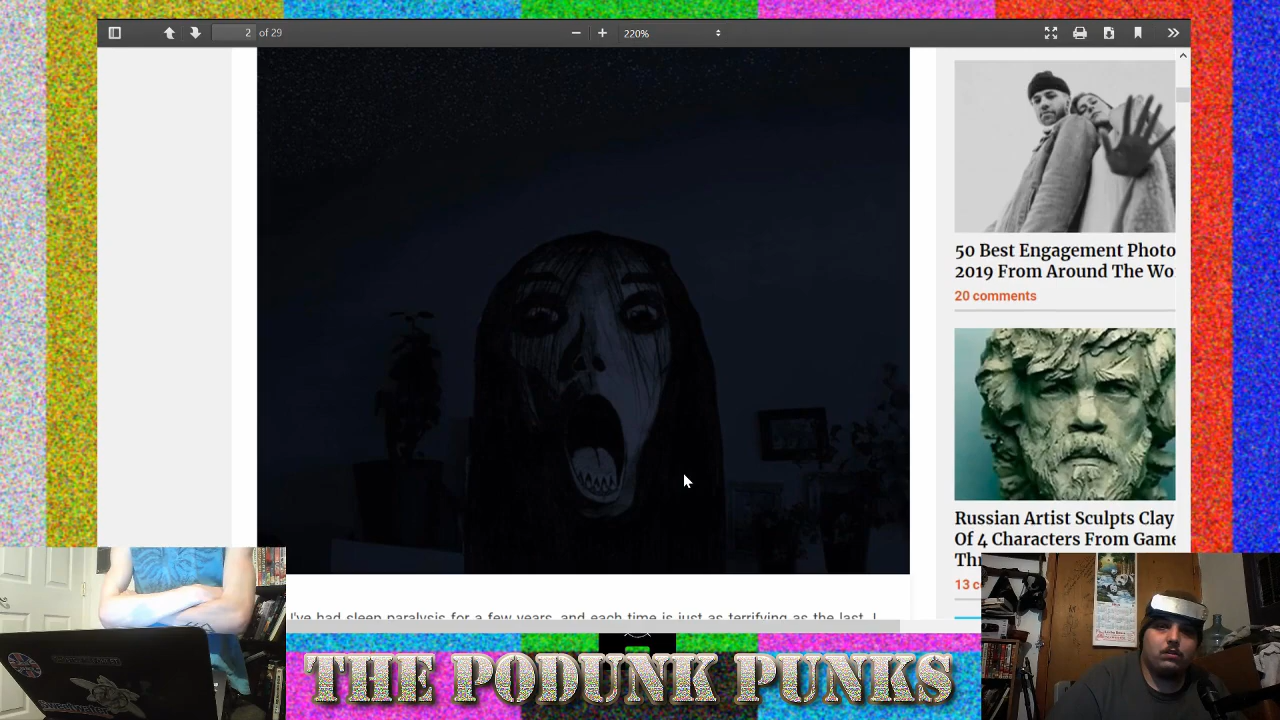 2 of 29
220%
50 Best Engagement Photo
2019 From Around The Wo
20 comments
Russian Artist Sculpts Clay
Of 4 Characters From Game
Thr
13 c
I've had sleep paralysis for a few years, and each time is just as terrifying as the last. I
THE PODUNK PUNKS